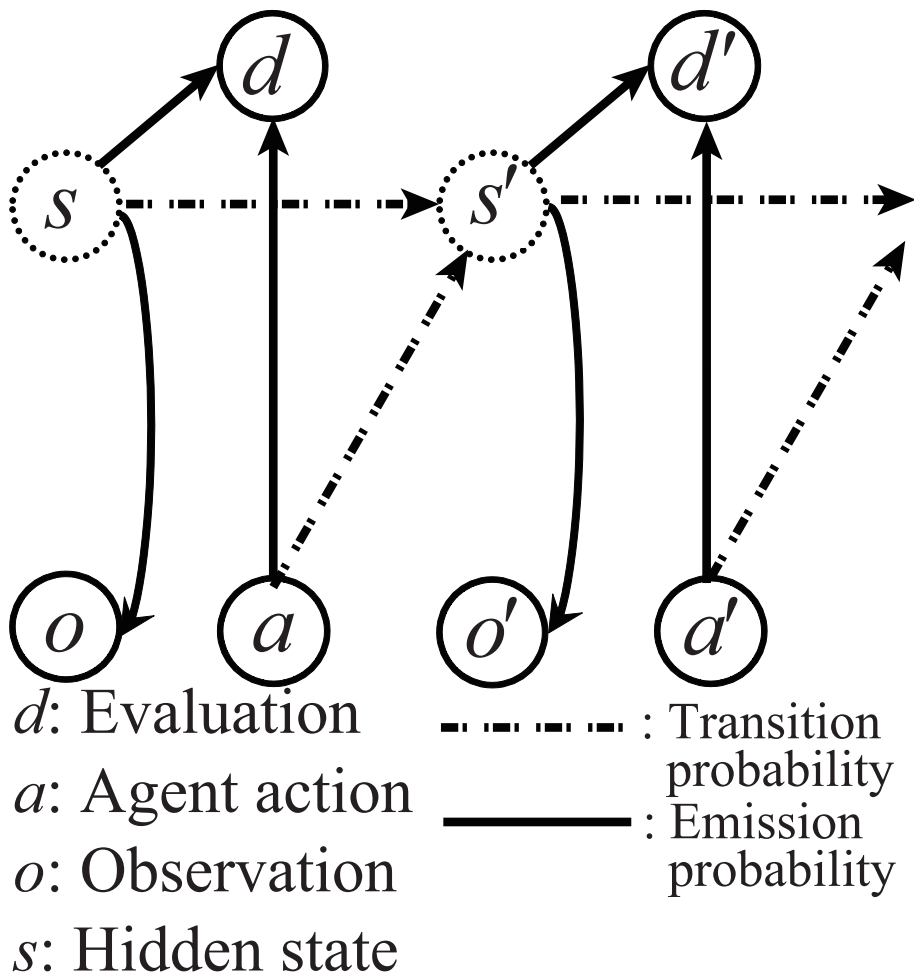 d
d′
s
s′
o
a
o′
a′
d: Evaluation
a: Agent action
o: Observation
s: Hidden state
: Transition
probability
: Emission
probability